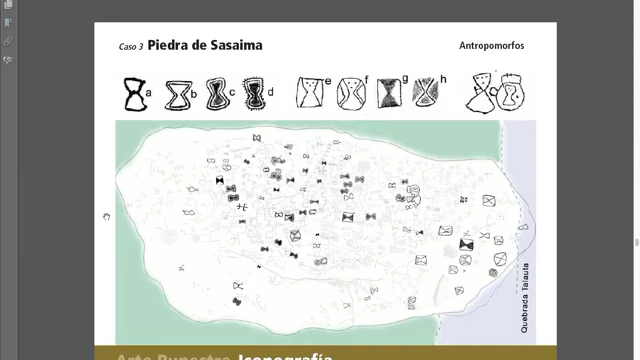 Caso 3 Piedra de Sasaima
Antropomorfos
a b c d e f g h
Quebrada Talauta
Arte Rupestre Iconografía